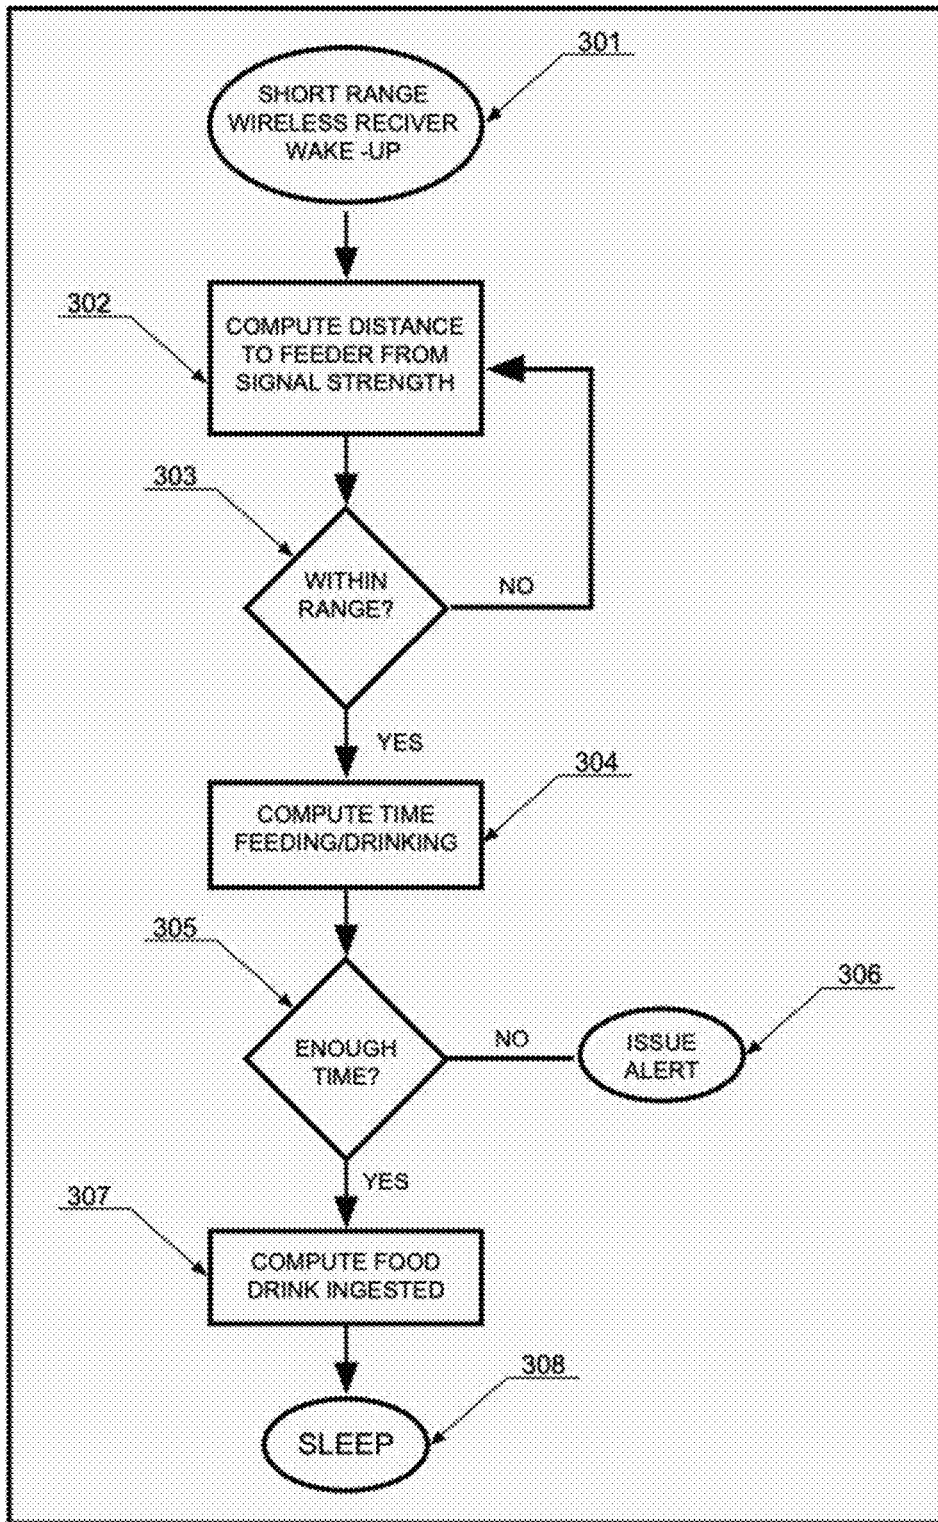 301
SHORT RANGE
WIRELESS RECIVER
WAKE -UP
302
COMPUTE DISTANCE
TO FEEDER FROM
SIGNAL STRENGTH
303
WITHIN
RANGE?
NO
YES
304
COMPUTE TIME
FEEDING/DRINKING
305
ENOUGH
TIME?
NO
306
ISSUE
ALERT
YES
307
COMPUTE FOOD
DRINK INGESTED
308
SLEEP